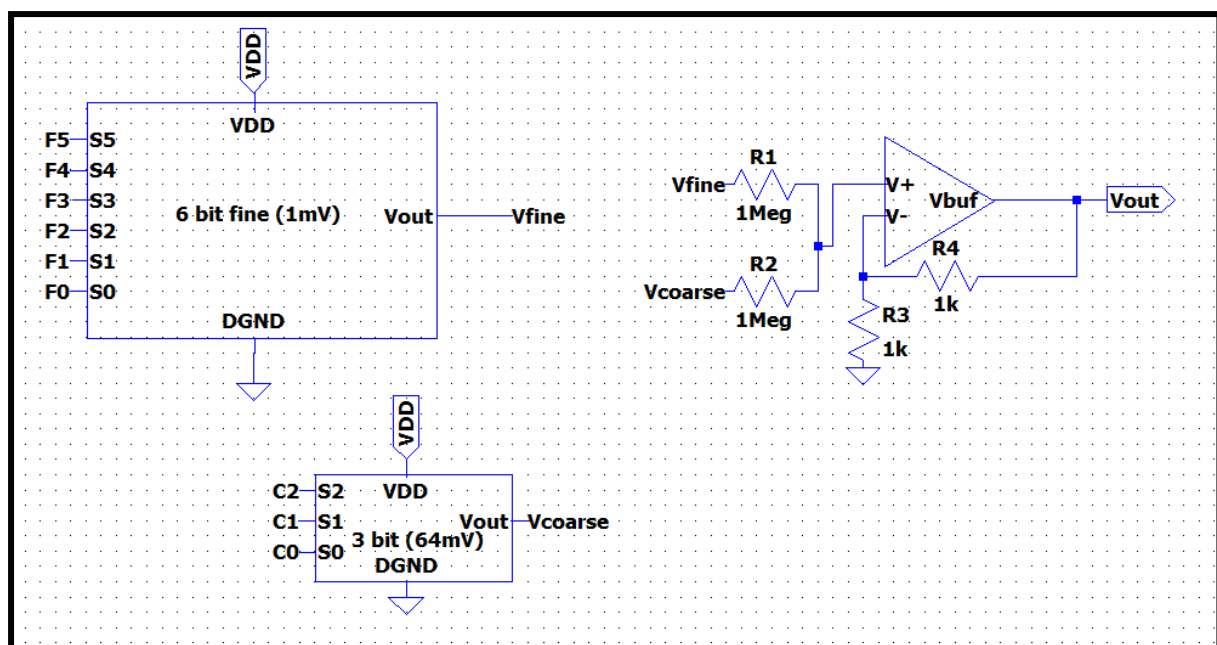 VDD
VDD
F5 S5
F4 S4
F3 S3
6 bit fine (1mV)
Vout
Vfine
F2 S2
F1 S1
F0 S0
DGND
VDD
VDD
C2 S2
C1 S1
C0 S0
Vout
Vcoarse
3 bit (64mV)
DGND
R1
Vfine
1Meg
R2
Vcoarse
1Meg
V+
Vbuf
V-
Vout
R4
1k
R3
1k